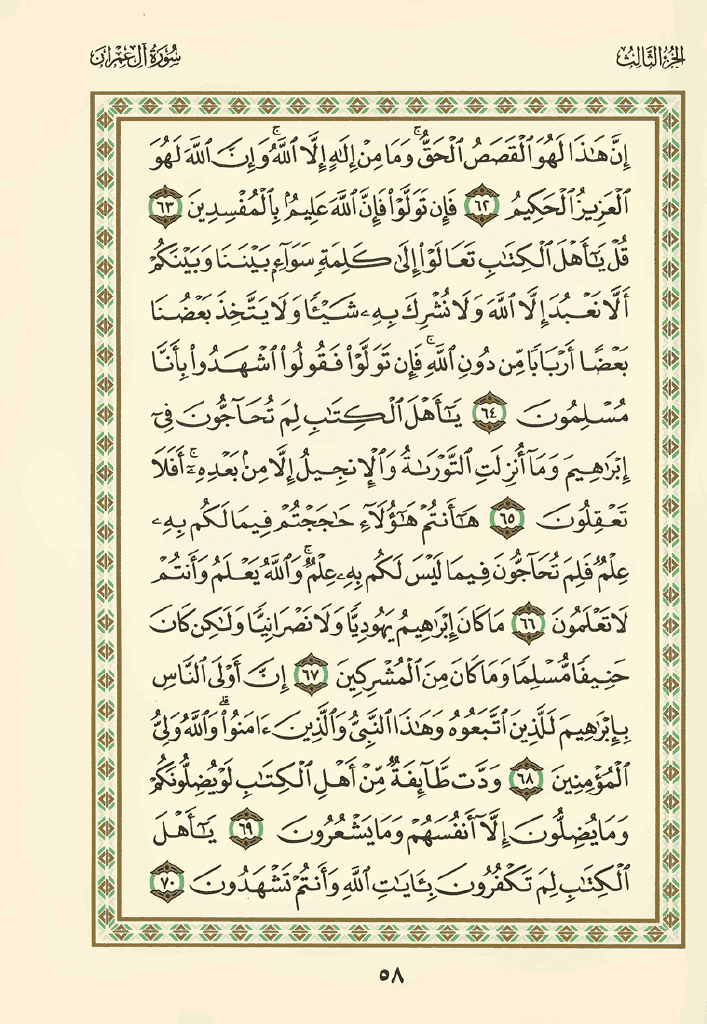 الجزء الثالث
سورة آل عمران
إِنَّ هَٰذَا لَهُوَ ٱلْقَصَصُ ٱلْحَقُّ ۚ وَمَا مِنْ إِلَٰهٍ إِلَّا ٱللَّهُ ۚ وَإِنَّ ٱللَّهَ لَهُوَ
ٱلْعَزِيزُ ٱلْحَكِيمُ ٦٢ فَإِن تَوَلَّوْا۟ فَإِنَّ ٱللَّهَ عَلِيمٌۢ بِٱلْمُفْسِدِينَ ٦٣
قُلْ يَٰٓأَهْلَ ٱلْكِتَٰبِ تَعَالَوْا۟ إِلَىٰ كَلِمَةٍ سَوَآءٍۭ بَيْنَنَا وَبَيْنَكُمْ
أَلَّا نَعْبُدَ إِلَّا ٱللَّهَ وَلَا نُشْرِكَ بِهِۦ شَيْـًٔا وَلَا يَتَّخِذَ بَعْضُنَا
بَعْضًا أَرْبَابًا مِّن دُونِ ٱللَّهِ ۚ فَإِن تَوَلَّوْا۟ فَقُولُوا۟ ٱشْهَدُوا۟ بِأَنَّا
مُسْلِمُونَ ٦٤ يَٰٓأَهْلَ ٱلْكِتَٰبِ لِمَ تُحَآجُّونَ فِىٓ
إِبْرَٰهِيمَ وَمَآ أُنزِلَتِ ٱلتَّوْرَىٰةُ وَٱلْإِنجِيلُ إِلَّا مِنۢ بَعْدِهِۦٓ ۚ أَفَلَا
تَعْقِلُونَ ٦٥ هَٰٓأَنتُمْ هَٰٓؤُلَآءِ حَٰجَجْتُمْ فِيمَا لَكُم بِهِۦ
عِلْمٌ فَلِمَ تُحَآجُّونَ فِيمَا لَيْسَ لَكُم بِهِۦ عِلْمٌ ۚ وَٱللَّهُ يَعْلَمُ وَأَنتُمْ
لَا تَعْلَمُونَ ٦٦ مَا كَانَ إِبْرَٰهِيمُ يَهُودِيًّا وَلَا نَصْرَانِيًّا وَلَٰكِن كَانَ
حَنِيفًا مُّسْلِمًا وَمَا كَانَ مِنَ ٱلْمُشْرِكِينَ ٦٧ إِنَّ أَوْلَى ٱلنَّاسِ
بِإِبْرَٰهِيمَ لَلَّذِينَ ٱتَّبَعُوهُ وَهَٰذَا ٱلنَّبِىُّ وَٱلَّذِينَ ءَامَنُوا۟ ۗ وَٱللَّهُ وَلِىُّ
ٱلْمُؤْمِنِينَ ٦٨ وَدَّت طَّآئِفَةٌ مِّنْ أَهْلِ ٱلْكِتَٰبِ لَوْ يُضِلُّونَكُمْ
وَمَا يُضِلُّونَ إِلَّآ أَنفُسَهُمْ وَمَا يَشْعُرُونَ ٦٩ يَٰٓأَهْلَ
ٱلْكِتَٰبِ لِمَ تَكْفُرُونَ بِـَٔايَٰتِ ٱللَّهِ وَأَنتُمْ تَشْهَدُونَ ٧٠
٥٨